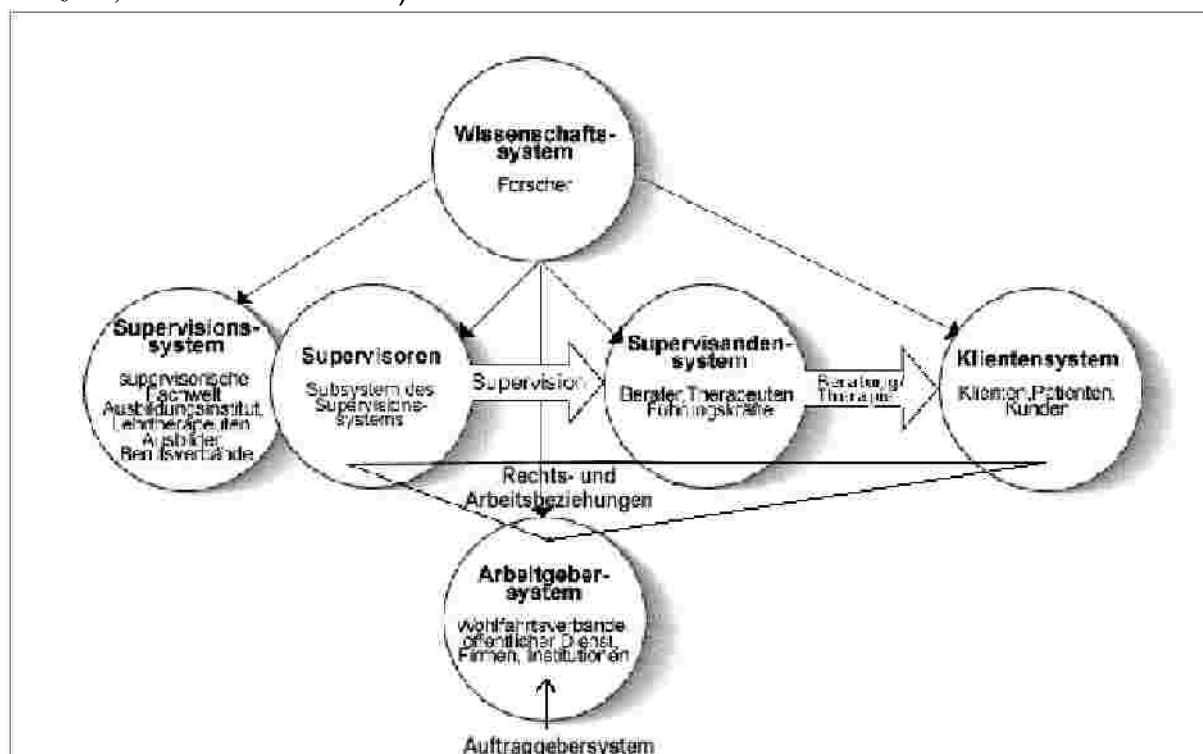 Wissenschafts-
system
Forscher
Supervisions-
system
supervisorische
Fachwelt
Ausbildungsinstitut,
Lehrtherapeuten
Ausbilder
Berufsverbände
Supervisoren
Subsystem des
Supervisions-
systems
Supervision
Supervisanden-
system
Berater, Therapeuten
Führungskräfte
Beratung/
Therapie
Klientensystem
Klienten, Patienten,
Kunden
Rechts- und
Arbeitsbeziehungen
Arbeitgeber-
system
Wohlfahrtsverbände
öffentlicher Dienst,
Firmen, Institutionen
Auftraggebersystem